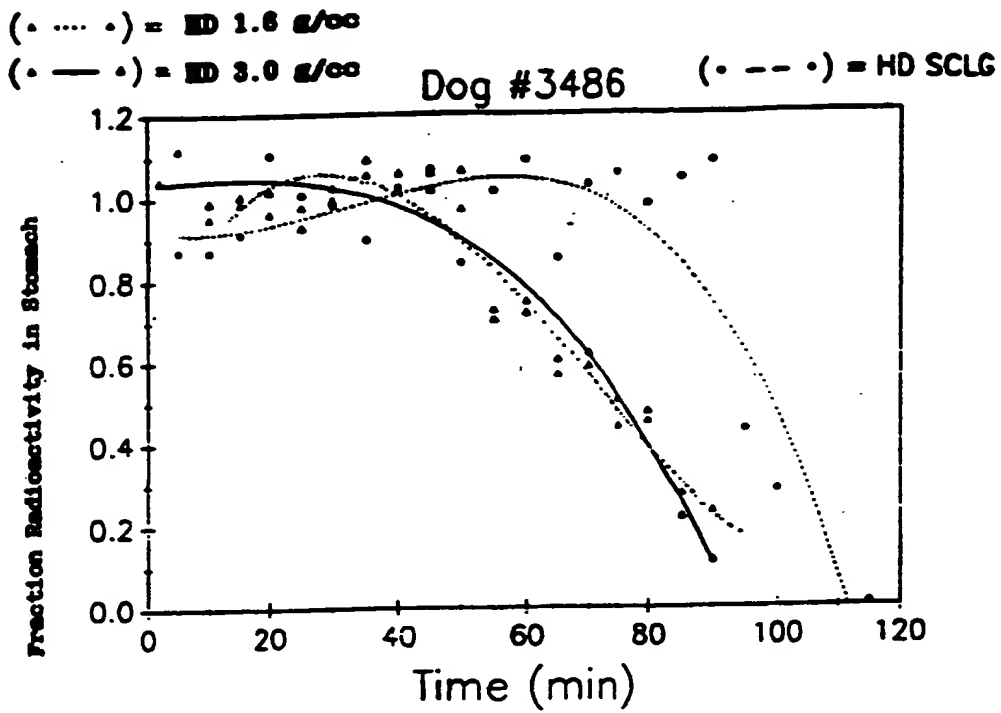 (▴ ····· ▴) = HD 1.6 g/cc
(▴ — ▴) = HD 3.0 g/cc
(• – – – •) = HD SCLG
Dog #3486
Fraction Radioactivity in Stomach
1.2
1.0
0.8
0.6
0.4
0.2
0.0
0 20 40 60 80 100 120
Time (min)